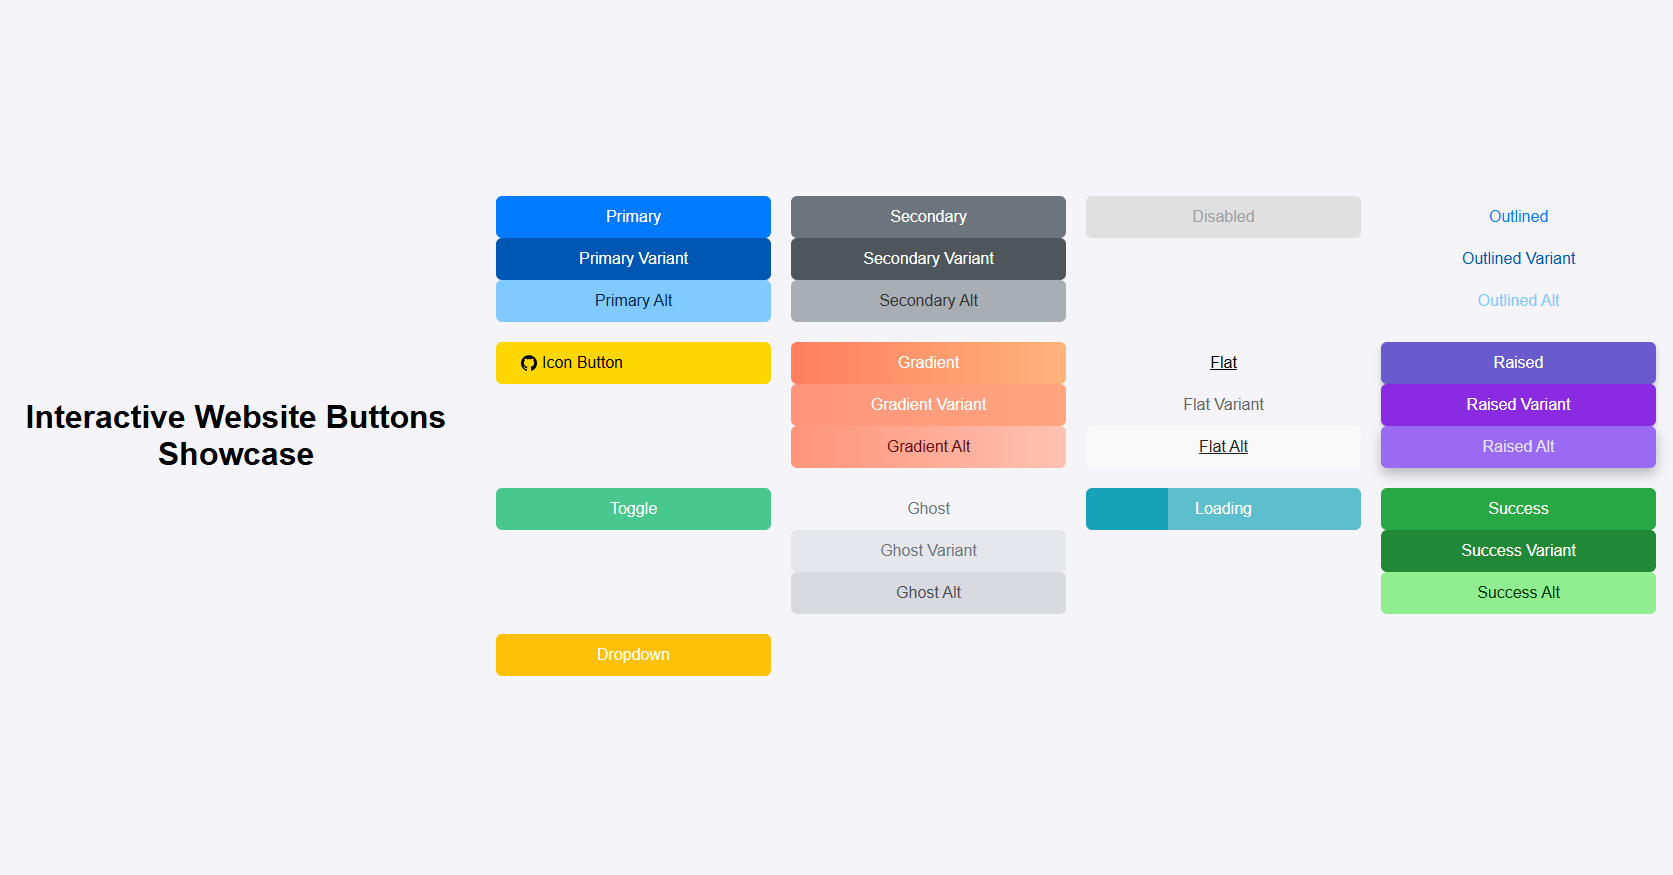 Interactive Website Buttons
Showcase
Primary
Primary Variant
Primary Alt
Secondary
Secondary Variant
Secondary Alt
Disabled
Outlined
Outlined Variant
Outlined Alt
Icon Button
Gradient
Gradient Variant
Gradient Alt
Flat
Flat Variant
Flat Alt
Raised
Raised Variant
Raised Alt
Toggle
Ghost
Ghost Variant
Ghost Alt
Loading
Success
Success Variant
Success Alt
Dropdown